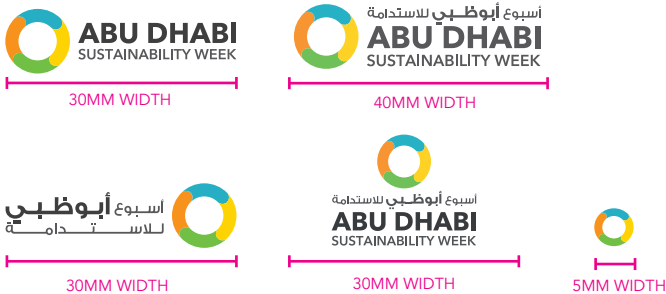 ABU DHABI
SUSTAINABILITY WEEK
30MM WIDTH
أسبوع أبوظبي للاستدامة
ABU DHABI
SUSTAINABILITY WEEK
40MM WIDTH
أسبوع أبوظبي
للاستدامة
30MM WIDTH
أسبوع أبوظبي للاستدامة
ABU DHABI
SUSTAINABILITY WEEK
30MM WIDTH
5MM WIDTH